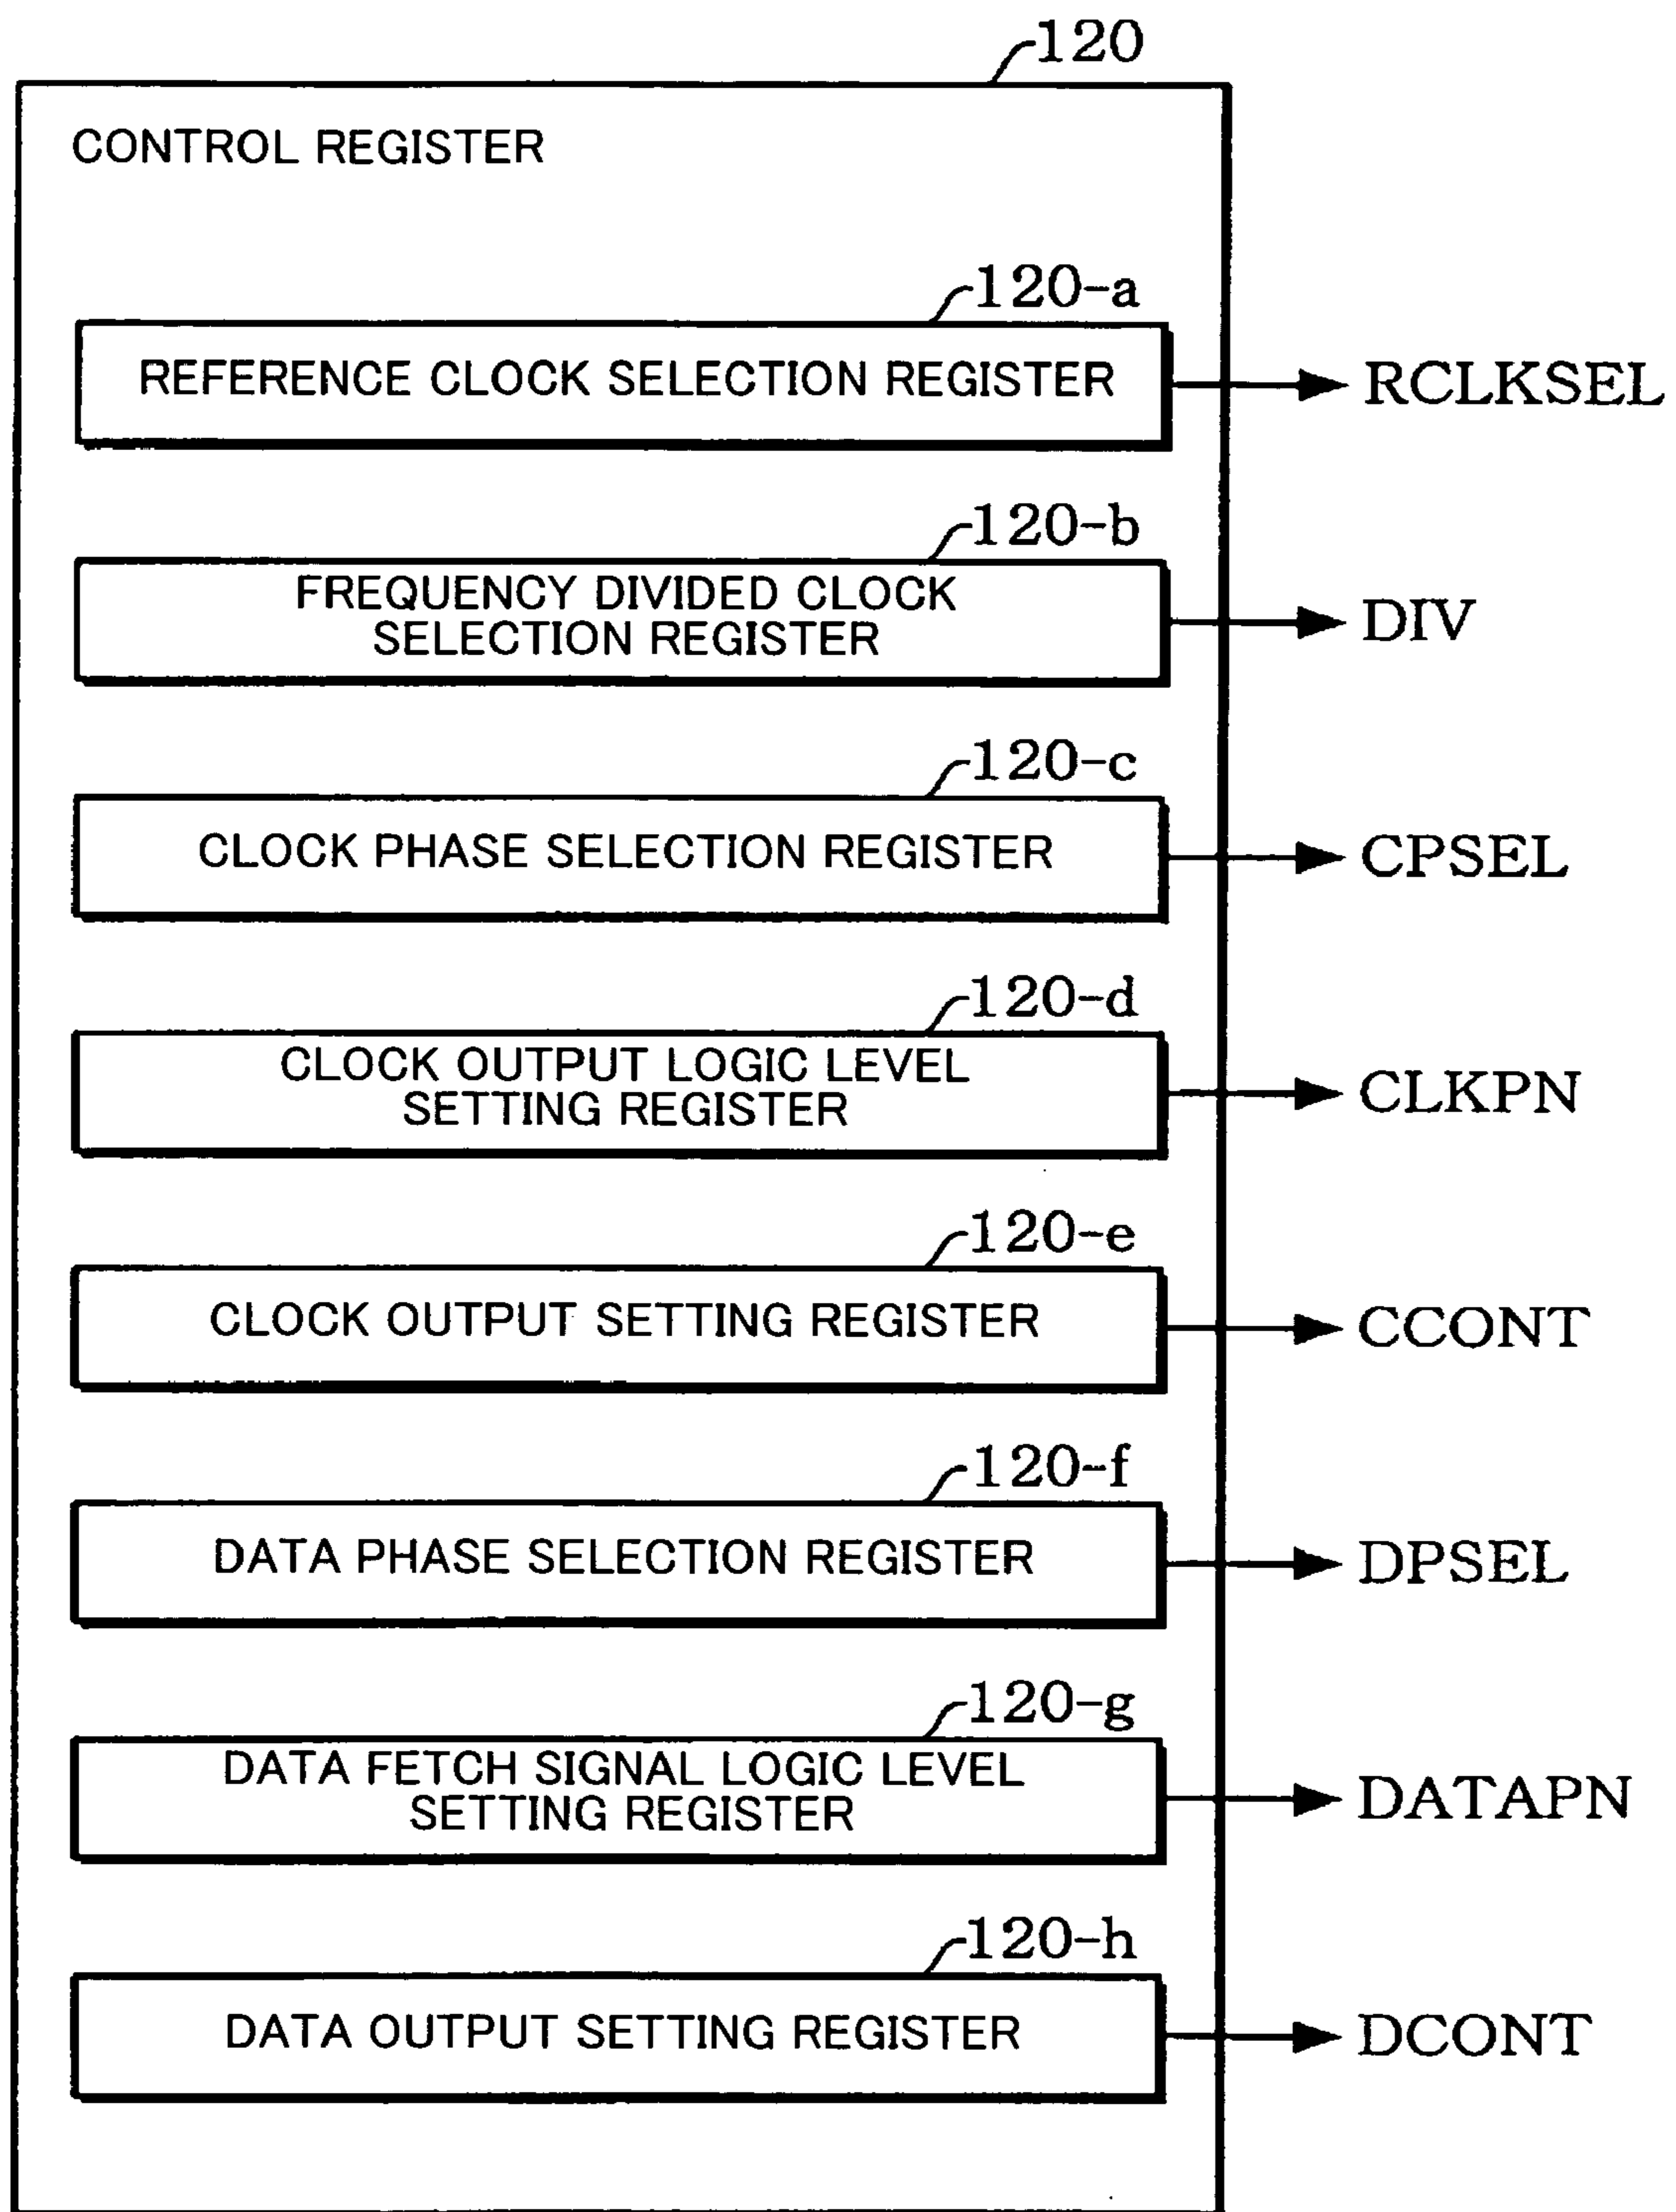 120
CONTROL REGISTER
120-a
REFERENCE CLOCK SELECTION REGISTER
RCLKSEL
120-b
FREQUENCY DIVIDED CLOCK
SELECTION REGISTER
DIV
120-c
CLOCK PHASE SELECTION REGISTER
CPSEL
120-d
CLOCK OUTPUT LOGIC LEVEL
SETTING REGISTER
CLKPN
120-e
CLOCK OUTPUT SETTING REGISTER
CCONT
120-f
DATA PHASE SELECTION REGISTER
DPSEL
120-g
DATA FETCH SIGNAL LOGIC LEVEL
SETTING REGISTER
DATAPN
120-h
DATA OUTPUT SETTING REGISTER
DCONT